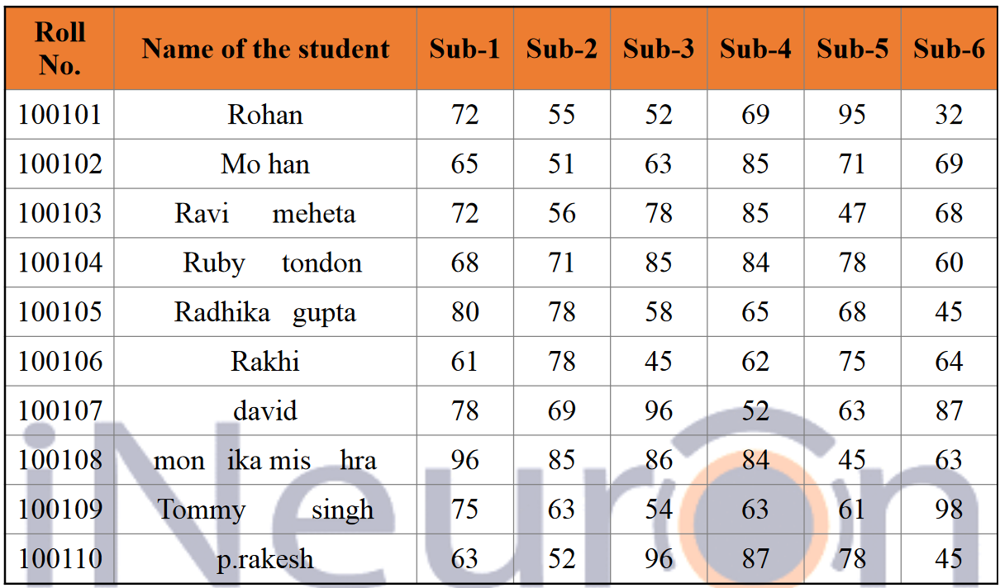 Roll No. Name of the student Sub-1 Sub-2 Sub-3 Sub-4 Sub-5 Sub-6
100101 Rohan 72 55 52 69 95 32
100102 Mo han 65 51 63 85 71 69
100103 Ravi      meheta 72 56 78 85 47 68
100104 Ruby     tondon 68 71 85 84 78 60
100105 Radhika   gupta 80 78 58 65 68 45
100106 Rakhi 61 78 45 62 75 64
100107 david 78 69 96 52 63 87
100108 mon   ika mis    hra 96 85 86 84 45 63
100109 Tommy         singh 75 63 54 63 61 98
100110 p.rakesh 63 52 96 87 78 45
iNeuron